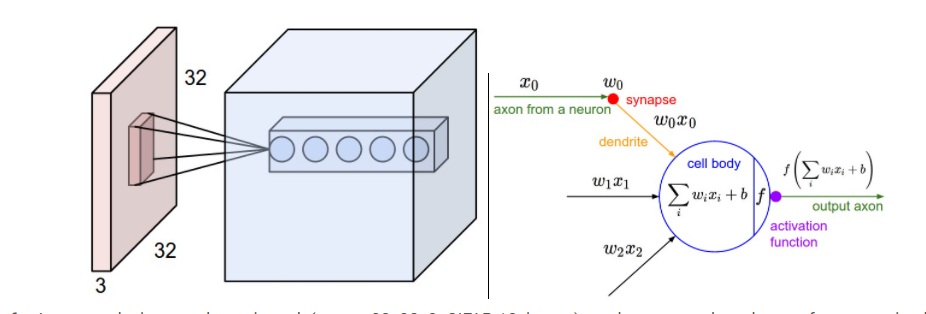 32
32
3
x₀
axon from a neuron
w₀
synapse
w₀x₀
dendrite
cell body
w₁x₁
∑ᵢ wᵢxᵢ + b
f
f(∑ᵢ wᵢxᵢ + b)
output axon
activation
function
w₂x₂